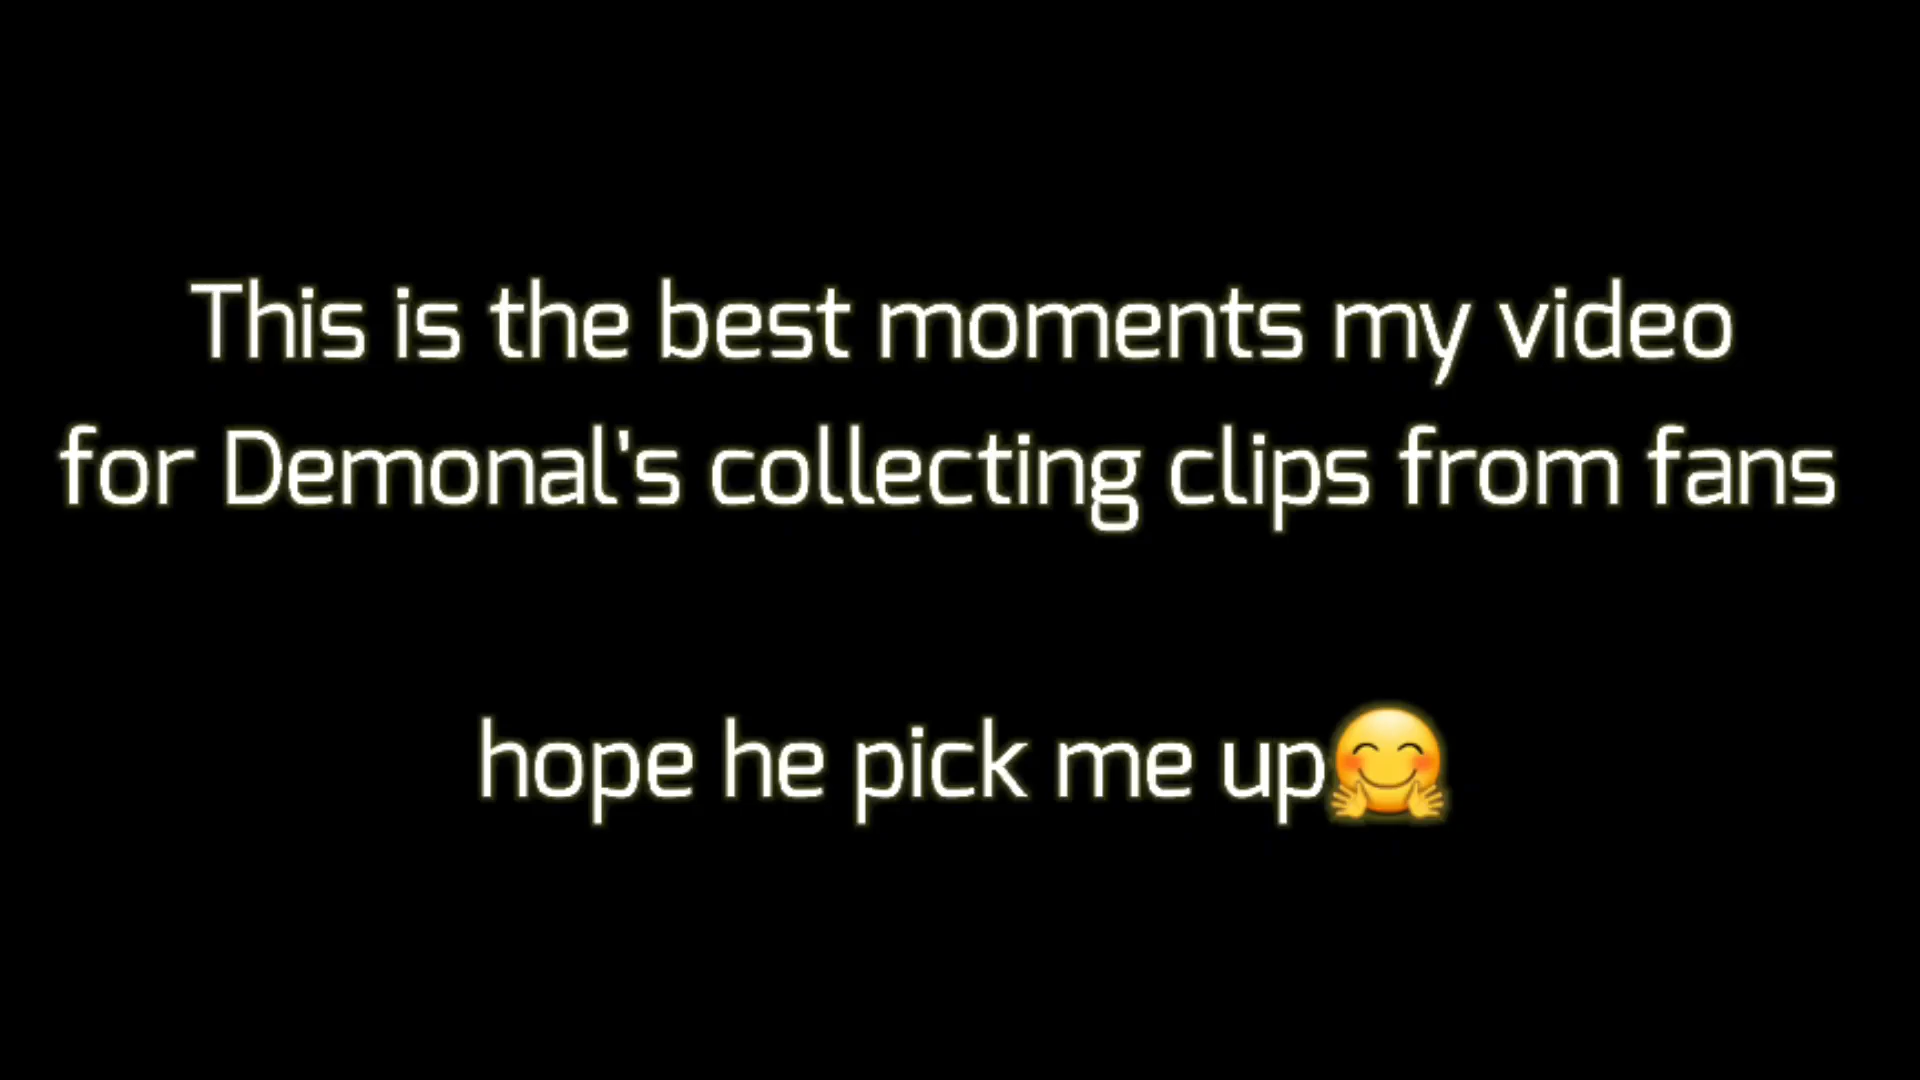 This is the best moments my video
for Demonal's collecting clips from fans
hope he pick me up🤗